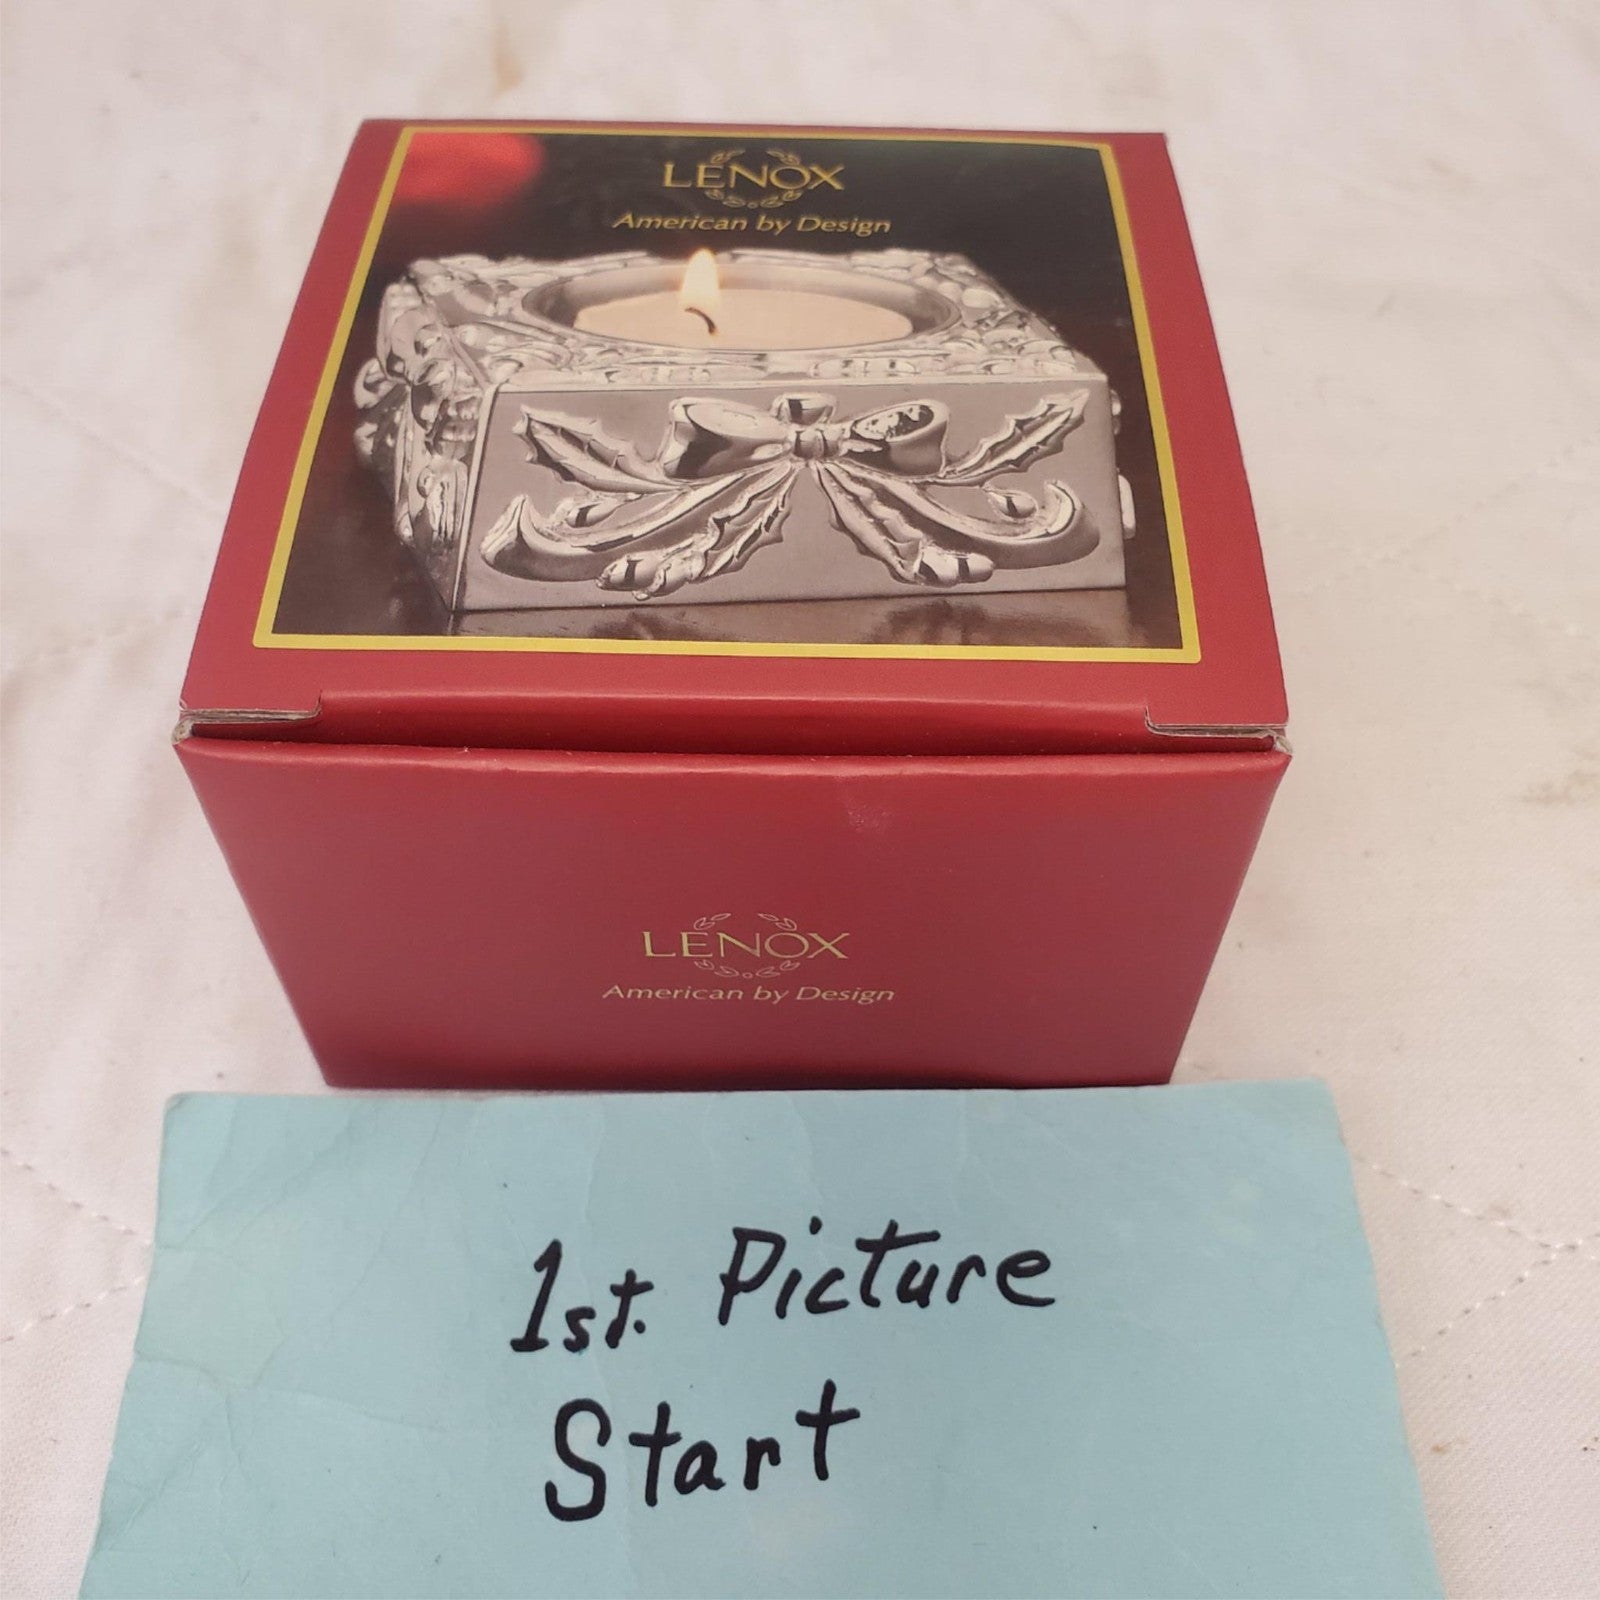 LENOX
American by Design
LENOX
American by Design
1st. Picture
Start